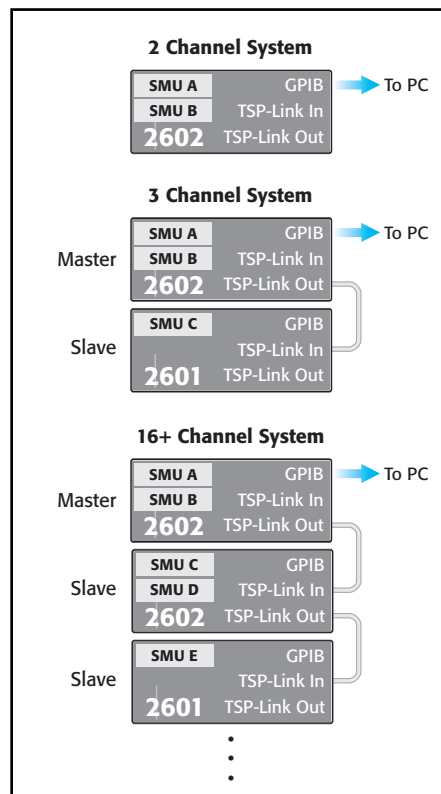 2 Channel System
SMU A GPIB To PC
SMU B TSP-Link In
2602 TSP-Link Out
3 Channel System
SMU A GPIB To PC
Master SMU B TSP-Link In
2602 TSP-Link Out
SMU C GPIB
Slave TSP-Link In
2601 TSP-Link Out
16+ Channel System
SMU A GPIB To PC
Master SMU B TSP-Link In
2602 TSP-Link Out
SMU C GPIB
Slave SMU D TSP-Link In
2602 TSP-Link Out
SMU E GPIB
Slave TSP-Link In
2601 TSP-Link Out